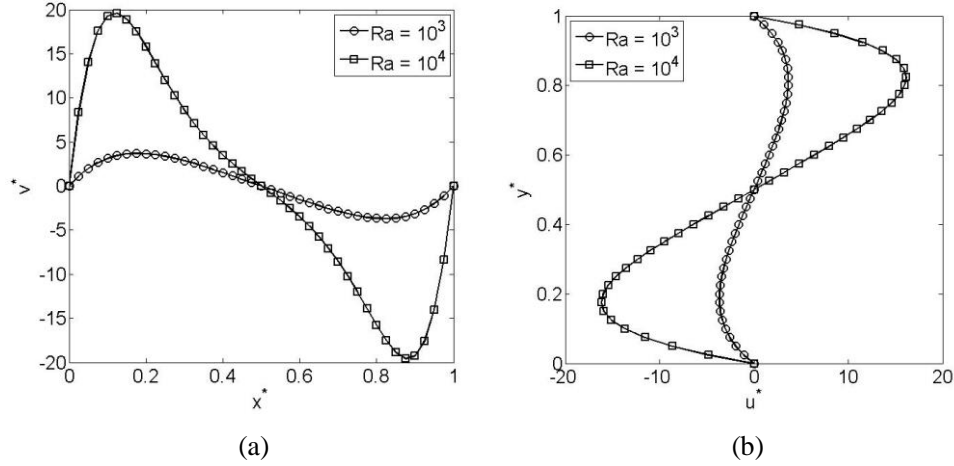 20
15
10
5
0
-5
-10
-15
-20
v*
0 0.2 0.4 0.6 0.8 1
x*
Ra = 10³
Ra = 10⁴
(a)
1
0.8
0.6
0.4
0.2
0
y*
-20 -10 0 10 20
u*
Ra = 10³
Ra = 10⁴
(b)